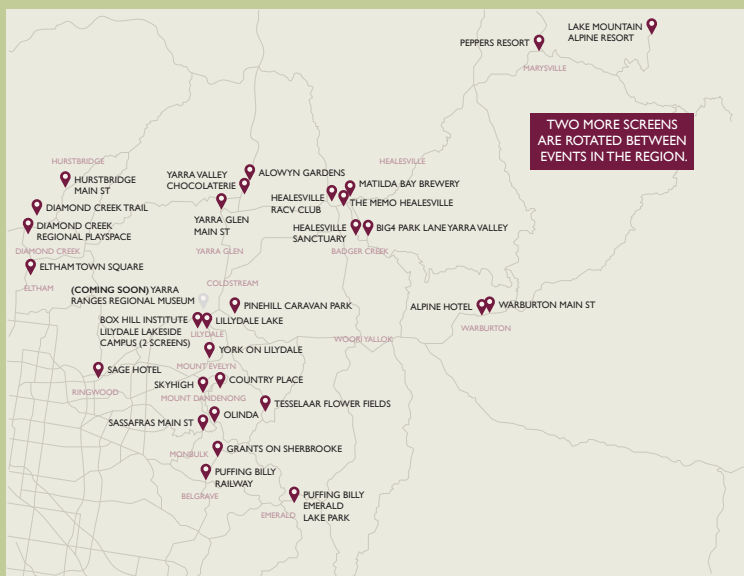 LAKE MOUNTAIN
ALPINE RESORT
PEPPERS RESORT
MARYSVILLE
TWO MORE SCREENS
ARE ROTATED BETWEEN
EVENTS IN THE REGION.
HURSTBRIDGE
HURSTBRIDGE
MAIN ST
DIAMOND CREEK TRAIL
DIAMOND CREEK
REGIONAL PLAYSPACE
DIAMOND CREEK
ELTHAM TOWN SQUARE
ELTHAM
YARRA VALLEY
CHOCOLATERIE
ALOWYN GARDENS
YARRA GLEN
MAIN ST
YARRA GLEN
HEALESVILLE
MATILDA BAY BREWERY
HEALESVILLE
RACV CLUB
THE MEMO HEALESVILLE
HEALESVILLE
SANCTUARY
BIG4 PARK LANE YARRA VALLEY
BADGER CREEK
COLDSTREAM
(COMING SOON) YARRA
RANGES REGIONAL MUSEUM
PINEHILL CARAVAN PARK
BOX HILL INSTITUTE
LILYDALE LAKESIDE
CAMPUS (2 SCREENS)
LILLYDALE LAKE
LILYDALE
YORK ON LILYDALE
ALPINE HOTEL
WARBURTON MAIN ST
WARBURTON
WOORI YALLOK
MOUNT EVELYN
SAGE HOTEL
RINGWOOD
SKYHIGH
COUNTRY PLACE
MOUNT DANDENONG
TESSELAAR FLOWER FIELDS
OLINDA
SASSAFRAS MAIN ST
GRANTS ON SHERBROOKE
MONBULK
PUFFING BILLY
RAILWAY
BELGRAVE
PUFFING BILLY
EMERALD
LAKE PARK
EMERALD